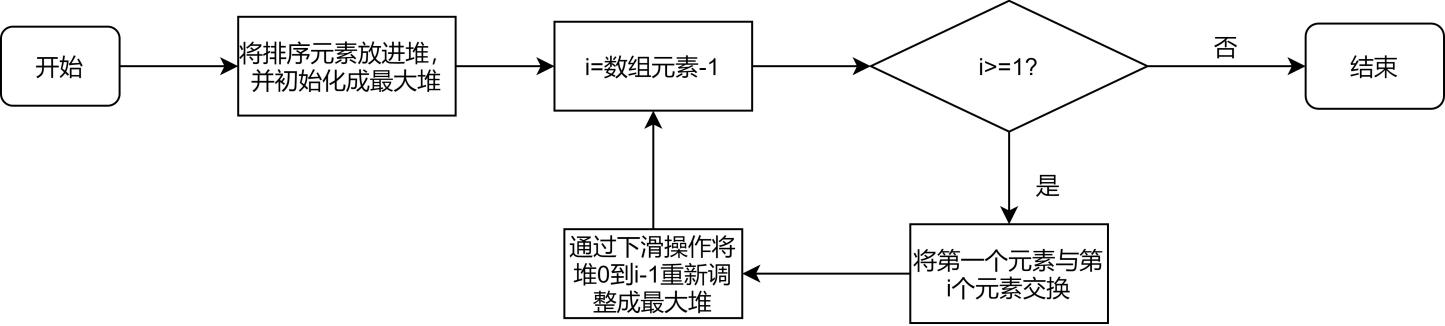 开始
将排序元素放进堆，
并初始化成最大堆
i=数组元素-1
i>=1?
否
结束
是
将第一个元素与第
i个元素交换
通过下滑操作将
堆0到i-1重新调
整成最大堆